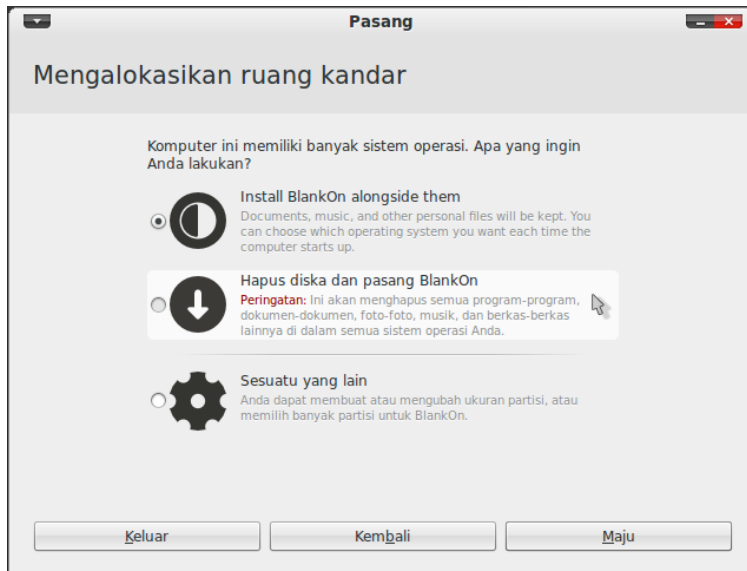 Pasang
Mengalokasikan ruang kandar
Komputer ini memiliki banyak sistem operasi. Apa yang ingin
Anda lakukan?
Install BlankOn alongside them
Documents, music, and other personal files will be kept. You
can choose which operating system you want each time the
computer starts up.
Hapus diska dan pasang BlankOn
Peringatan: Ini akan menghapus semua program-program,
dokumen-dokumen, foto-foto, musik, dan berkas-berkas
lainnya di dalam semua sistem operasi Anda.
Sesuatu yang lain
Anda dapat membuat atau mengubah ukuran partisi, atau
memilih banyak partisi untuk BlankOn.
Keluar
Kembali
Maju